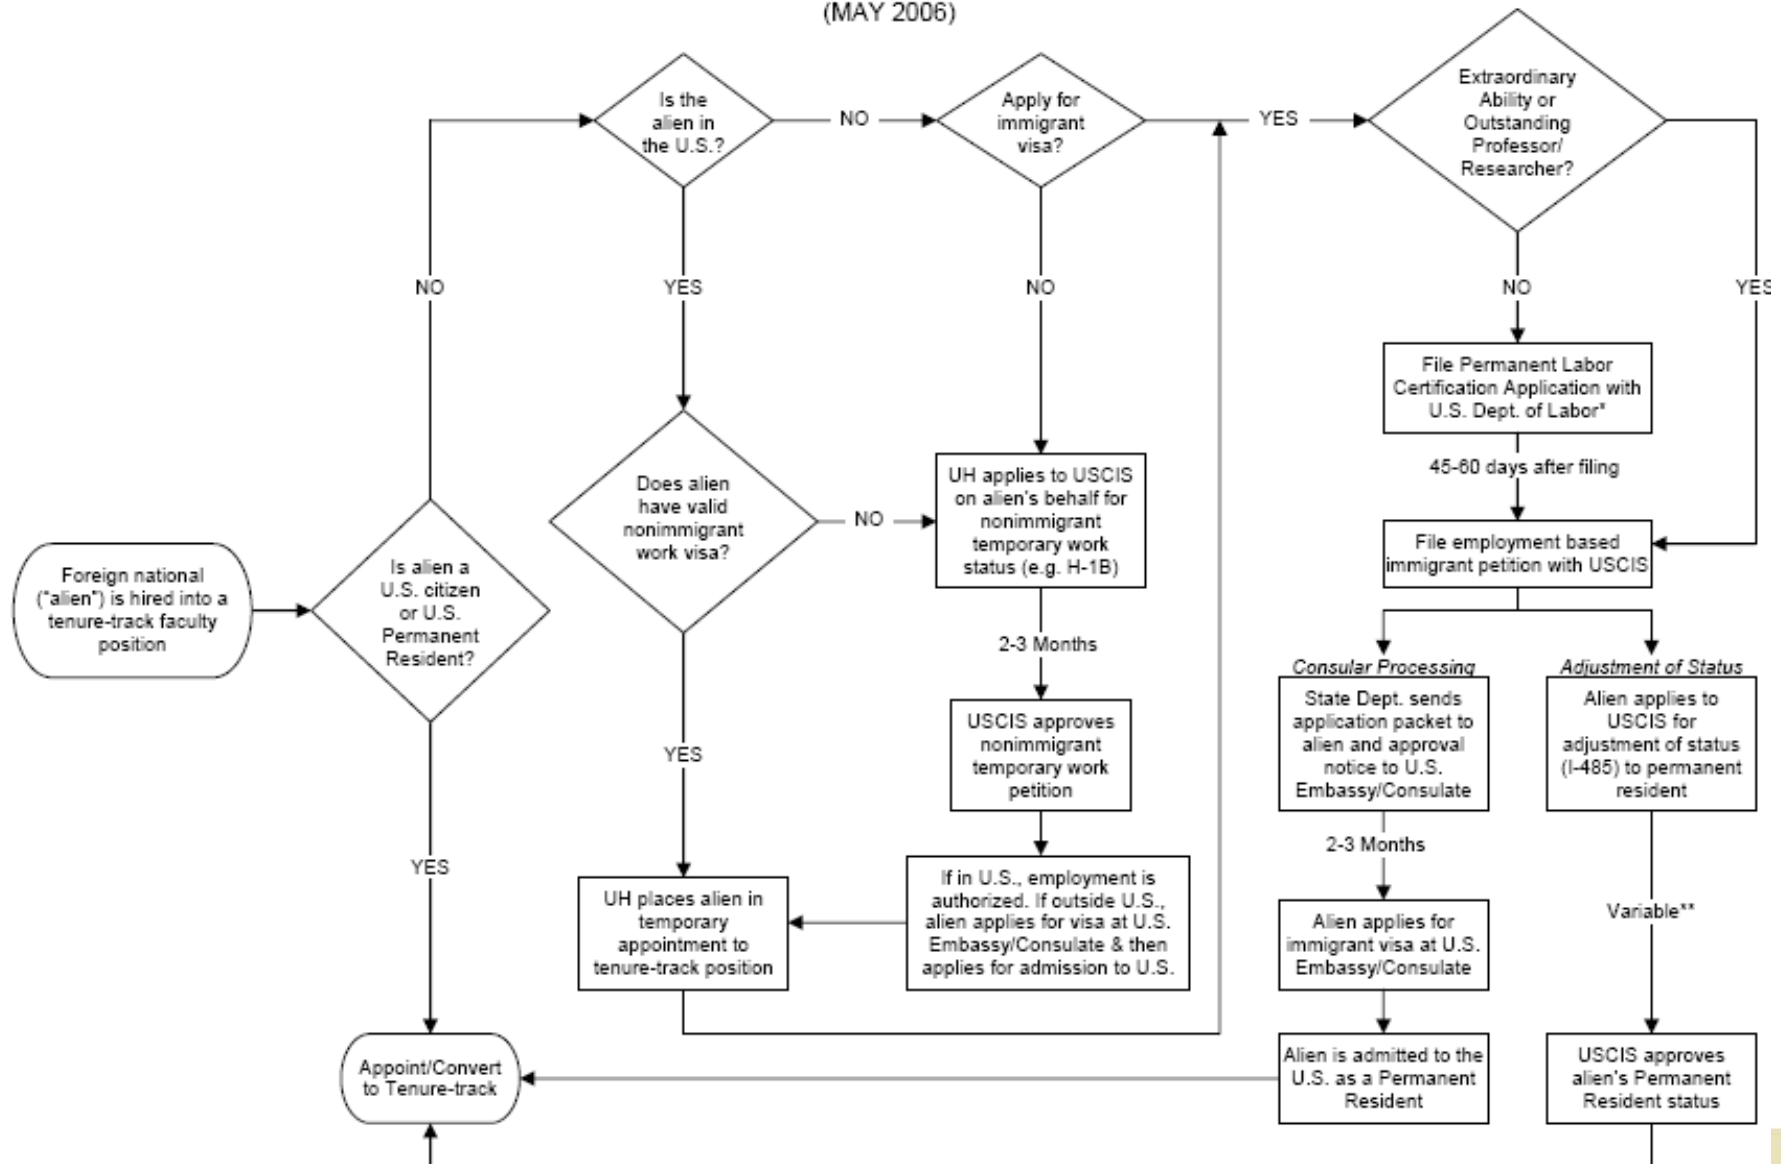 (MAY 2006)
Is the
alien in
the U.S.?
NO
Apply for
immigrant
visa?
YES
Extraordinary
Ability or
Outstanding
Professor/
Researcher?
NO
YES
NO
NO
YES
File Permanent Labor
Certification Application with
U.S. Dept. of Labor*
45-60 days after filing
Does alien
have valid
nonimmigrant
work visa?
NO
UH applies to USCIS
on alien's behalf for
nonimmigrant
temporary work
status (e.g. H-1B)
File employment based
immigrant petition with USCIS
Foreign national
("alien") is hired into a
tenure-track faculty
position
Is alien a
U.S. citizen
or U.S.
Permanent
Resident?
2-3 Months
Consular Processing
State Dept. sends
application packet to
alien and approval
notice to U.S.
Embassy/Consulate
Adjustment of Status
Alien applies to
USCIS for
adjustment of status
(I-485) to permanent
resident
YES
USCIS approves
nonimmigrant
temporary work
petition
2-3 Months
YES
UH places alien in
temporary
appointment to
tenure-track position
If in U.S., employment is
authorized. If outside U.S.,
alien applies for visa at U.S.
Embassy/Consulate & then
applies for admission to U.S.
Alien applies for
immigrant visa at U.S.
Embassy/Consulate
Variable**
Appoint/Convert
to Tenure-track
Alien is admitted to the
U.S. as a Permanent
Resident
USCIS approves
alien's Permanent
Resident status